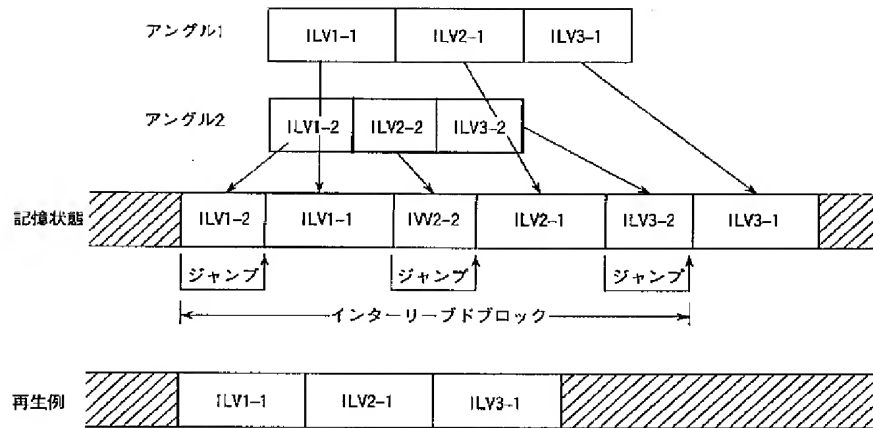 アングル1 ILV1-1 ILV2-1 ILV3-1
アングル2 ILV1-2 ILV2-2 ILV3-2
記憶状態 ILV1-2 ILV1-1 IVV2-2 ILV2-1 ILV3-2 ILV3-1
ジャンプ ジャンプ ジャンプ
インターリーブドブロック
再生例 ILV1-1 ILV2-1 ILV3-1